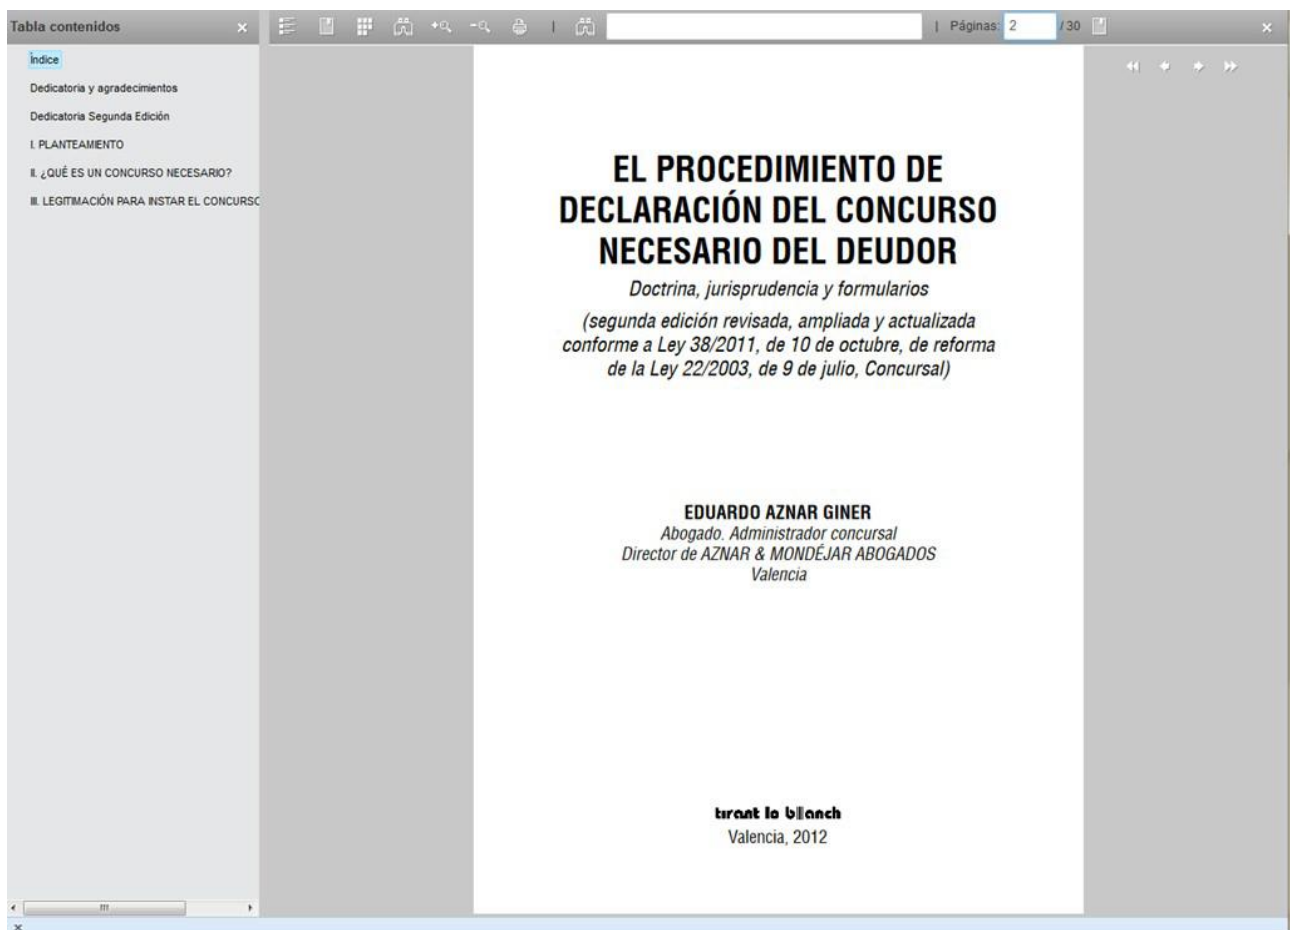 Tabla contenidos
Páginas: 2 / 30
Índice
Dedicatoria y agradecimientos
Dedicatoria Segunda Edición
I. PLANTEAMIENTO
II. ¿QUÉ ES UN CONCURSO NECESARIO?
III. LEGITIMACIÓN PARA INSTAR EL CONCURSO
EL PROCEDIMIENTO DE
DECLARACIÓN DEL CONCURSO
NECESARIO DEL DEUDOR
Doctrina, jurisprudencia y formularios
(segunda edición revisada, ampliada y actualizada
conforme a Ley 38/2011, de 10 de octubre, de reforma
de la Ley 22/2003, de 9 de julio, Concursal)
EDUARDO AZNAR GINER
Abogado. Administrador concursal
Director de AZNAR & MONDÉJAR ABOGADOS
Valencia
tirant lo blanch
Valencia, 2012